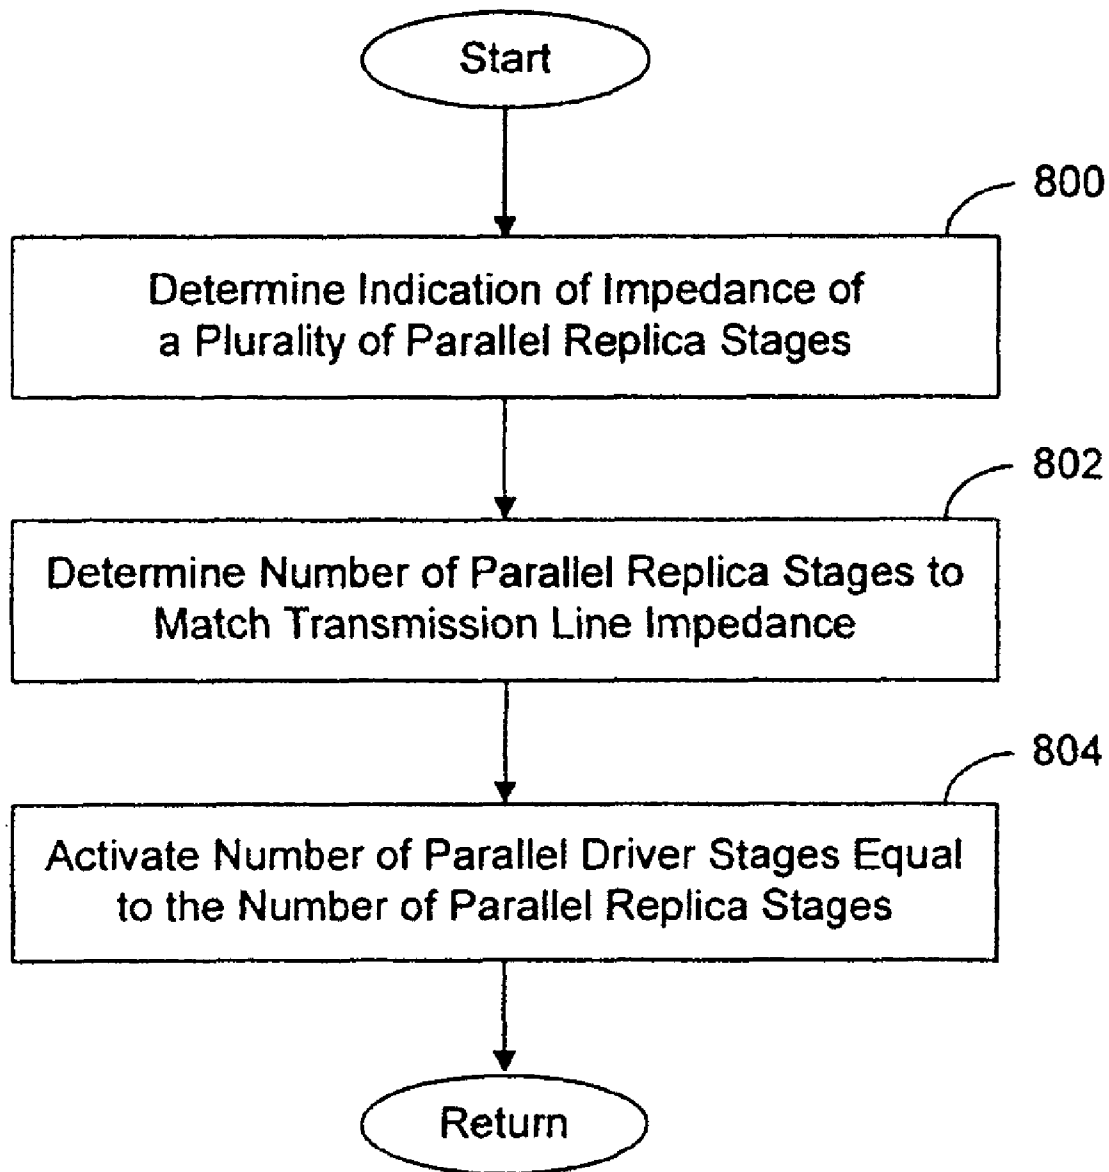 Start
800
Determine Indication of Impedance of
a Plurality of Parallel Replica Stages
802
Determine Number of Parallel Replica Stages to
Match Transmission Line Impedance
804
Activate Number of Parallel Driver Stages Equal
to the Number of Parallel Replica Stages
Return